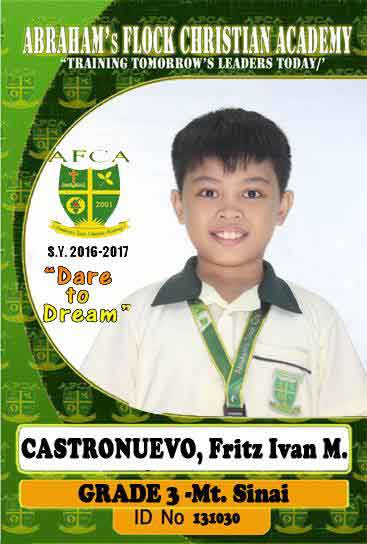 ABRAHAM's FLOCK CHRISTIAN ACADEMY
“TRAINING TOMORROW'S LEADERS TODAY/’
AFCA
2001
S.Y. 2016-2017
“Dare
to
Dream”
CASTRONUEVO, Fritz Ivan M.
GRADE 3 -Mt. Sinai
ID No 131030